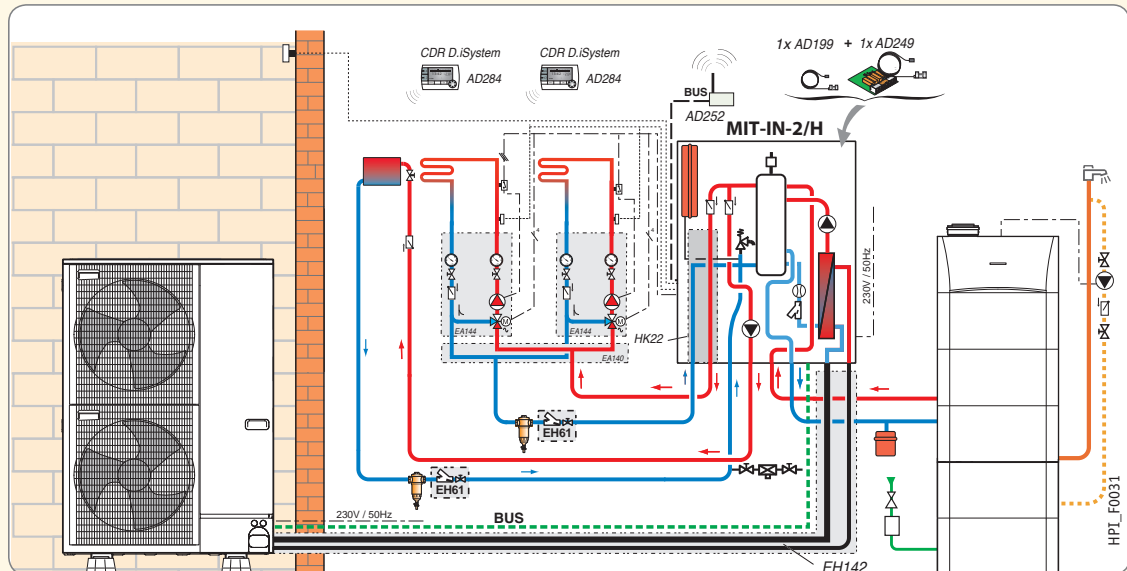 CDR D.iSystem
AD284
CDR D.iSystem
AD284
BUS
AD252
1x AD199 + 1x AD249
MIT-IN-2/H
230V / 50Hz
M
M
EA144
EA144
EA140
HK22
EH61
EH61
230V / 50Hz
BUS
EH142
HPI_F0031